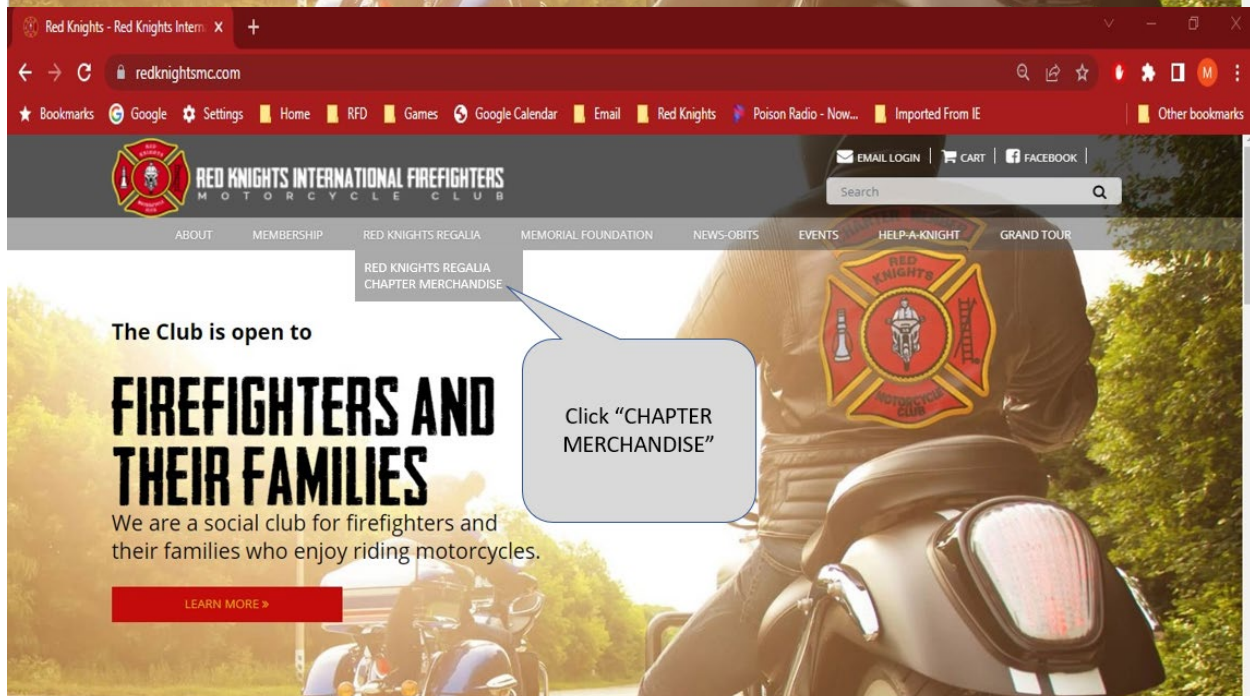 Red Knights - Red Knights Intern
redknightsmc.com
M
Bookmarks Google Settings Home RFD Games Google Calendar Email Red Knights Poison Radio - Now... Imported From IE Other bookmarks
RED KNIGHTS INTERNATIONAL FIREFIGHTERS
MOTORCYCLE CLUB
EMAIL LOGIN CART FACEBOOK
Search
ABOUT MEMBERSHIP RED KNIGHTS REGALIA MEMORIAL FOUNDATION NEWS-OBITS EVENTS HELP-A-KNIGHT GRAND TOUR
RED KNIGHTS REGALIA
CHAPTER MERCHANDISE
CHARTER MEMBER
RED
KNIGHTS
MOTORCYCLE
CLUB
The Club is open to
FIREFIGHTERS AND
THEIR FAMILIES
We are a social club for firefighters and
their families who enjoy riding motorcycles.
LEARN MORE »
Click “CHAPTER
MERCHANDISE”